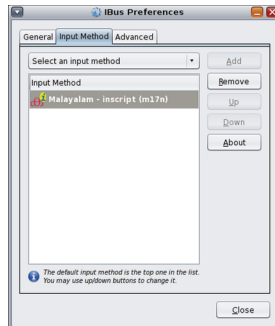 IBus Preferences
General Input Method Advanced
Select an input method
Add
Input Method
Remove
Malayalam - inscript (m17n)
Up
Down
About
The default input method is the top one in the list.
You may use up/down buttons to change it.
Close